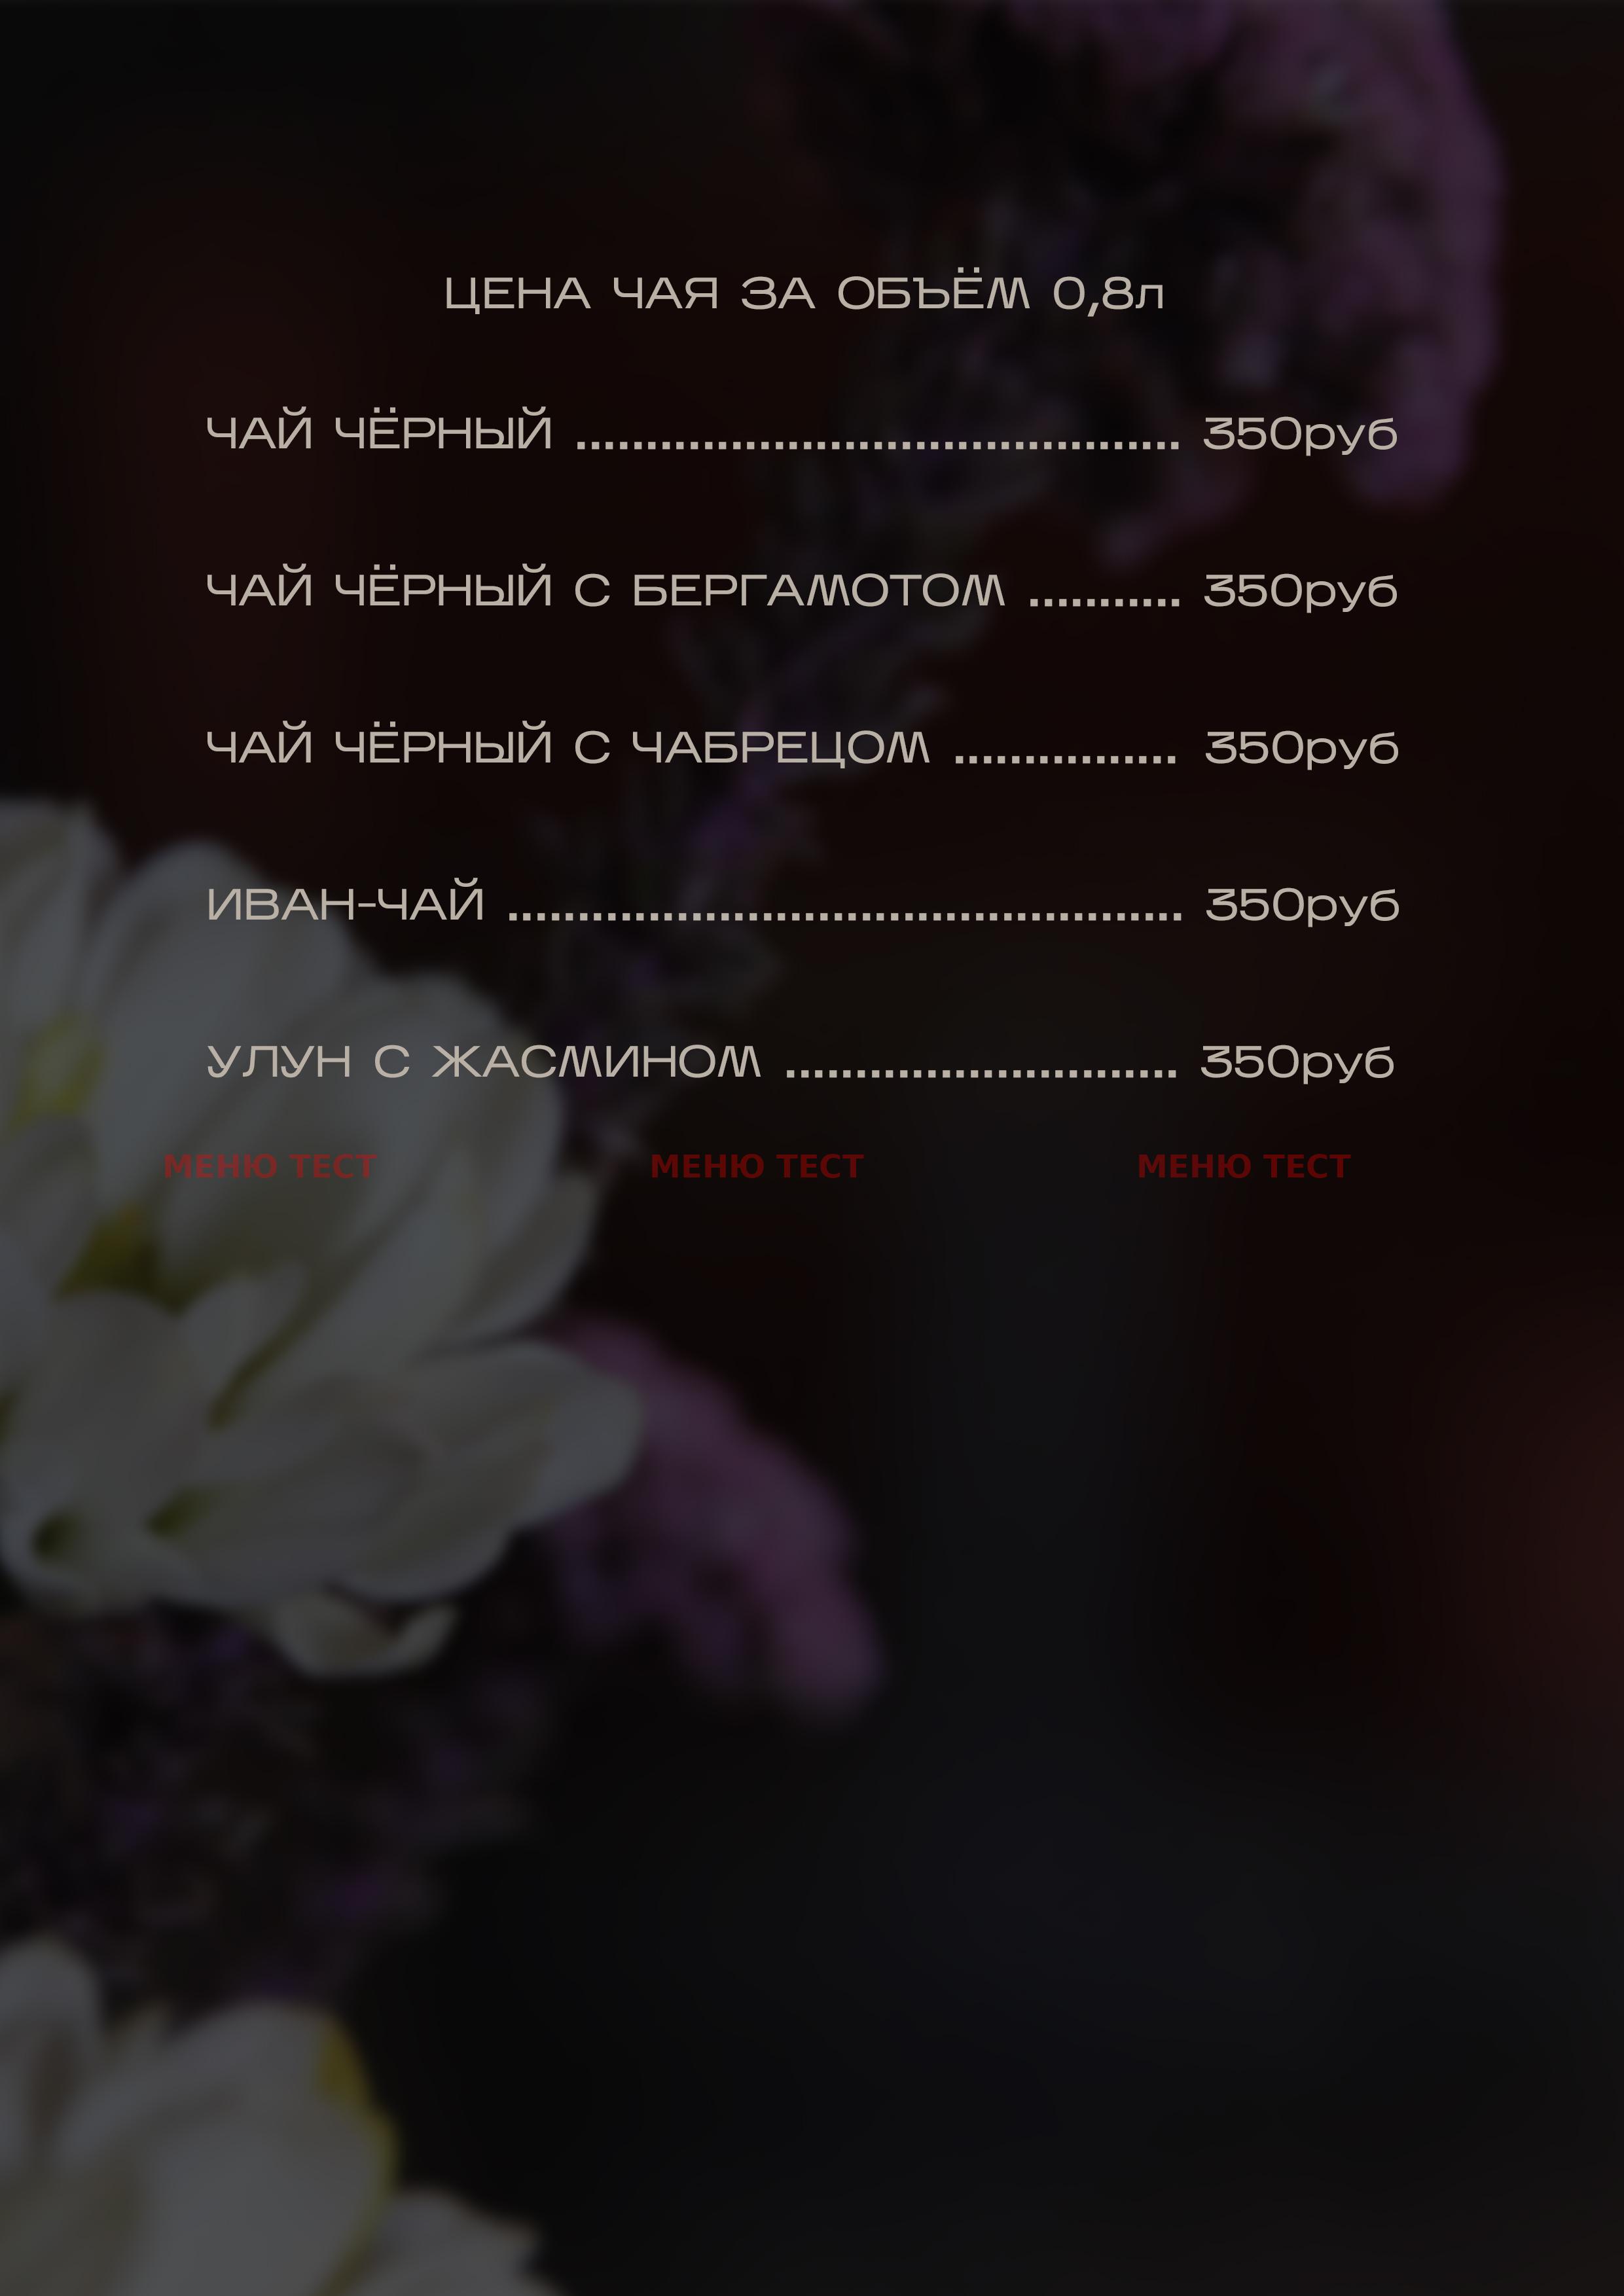 ЦЕНА ЧАЯ ЗА ОБЪЁМ 0,8л
ЧАЙ ЧЁРНЫЙ ........................................... 350руб
ЧАЙ ЧЁРНЫЙ С БЕРГАМОТОМ ........... 350руб
ЧАЙ ЧЁРНЫЙ С ЧАБРЕЦОМ ................ 350руб
ИВАН-ЧАЙ ................................................ 350руб
УЛУН С ЖАСМИНОМ ............................ 350руб
МЕНЮ ТЕСТ МЕНЮ ТЕСТ МЕНЮ ТЕСТ